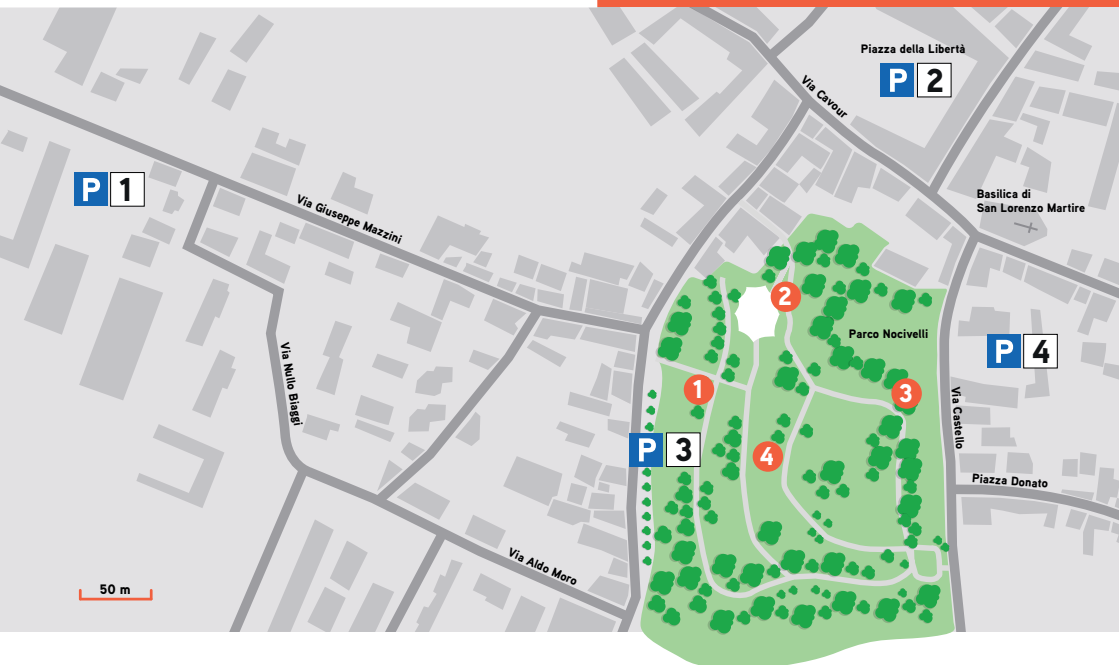 Piazza della Libertà
P 2
Via Cavour
P 1
Basilica di
San Lorenzo Martire
Via Giuseppe Mazzini
2
Parco Nocivelli
P 4
Via Nullo Biaggi
1
3
Via Castello
P 3
4
Piazza Donato
Via Aldo Moro
50 m